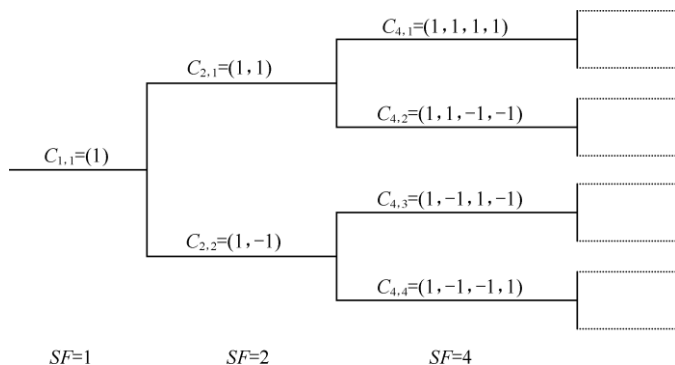 C4,1=(1, 1, 1, 1)
C2,1=(1, 1)
C4,2=(1, 1, −1, −1)
C1,1=(1)
C4,3=(1, −1, 1, −1)
C2,2=(1, −1)
C4,4=(1, −1, −1, 1)
SF=1 SF=2 SF=4